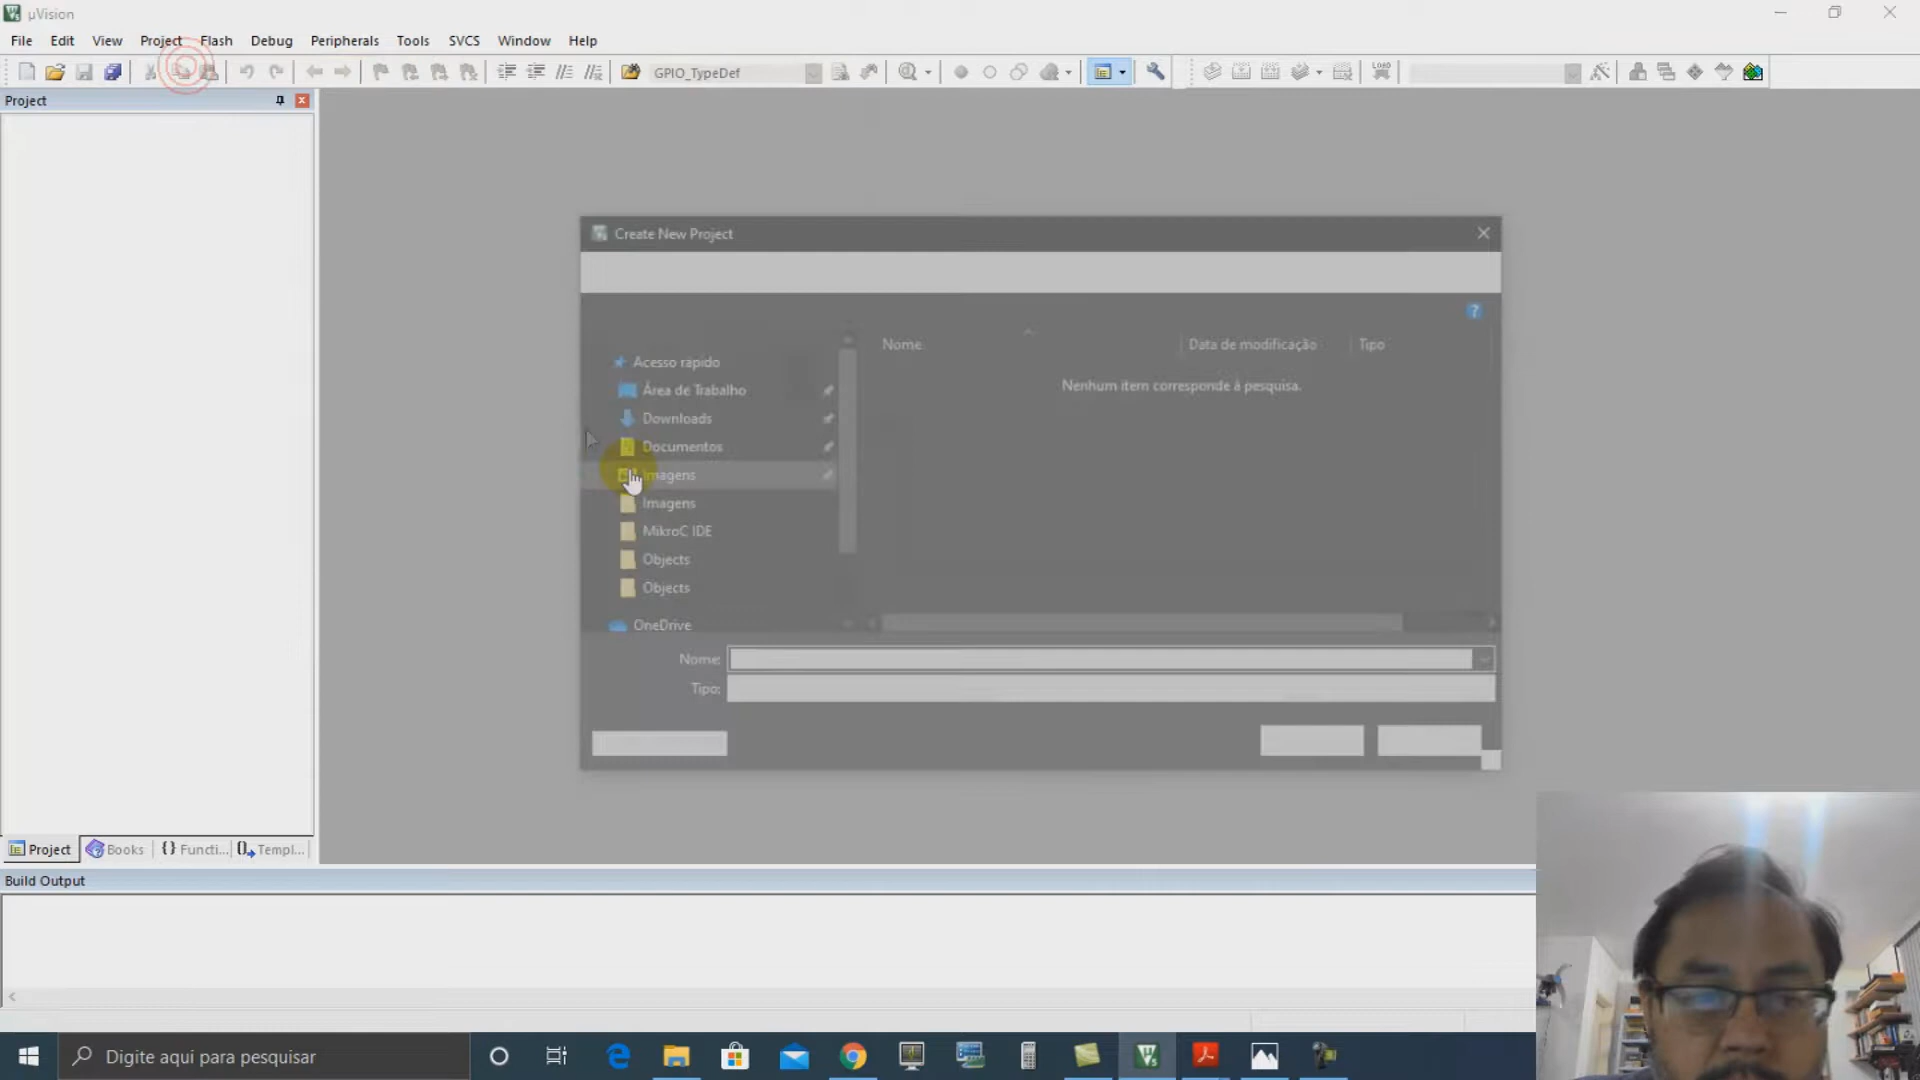 µVision
File Edit View Project Flash Debug Peripherals Tools SVCS Window Help
GPIO_TypeDef
LOAD
Project
Create New Project
?
Nome
Data de modificação
Tipo
Acesso rápido
Nenhum item corresponde à pesquisa.
Área de Trabalho
Downloads
Documentos
Imagens
Imagens
MikroC IDE
Objects
Objects
OneDrive
Nome:
Tipo:
Project Books {} Functi... Templ...
Build Output
Digite aqui para pesquisar